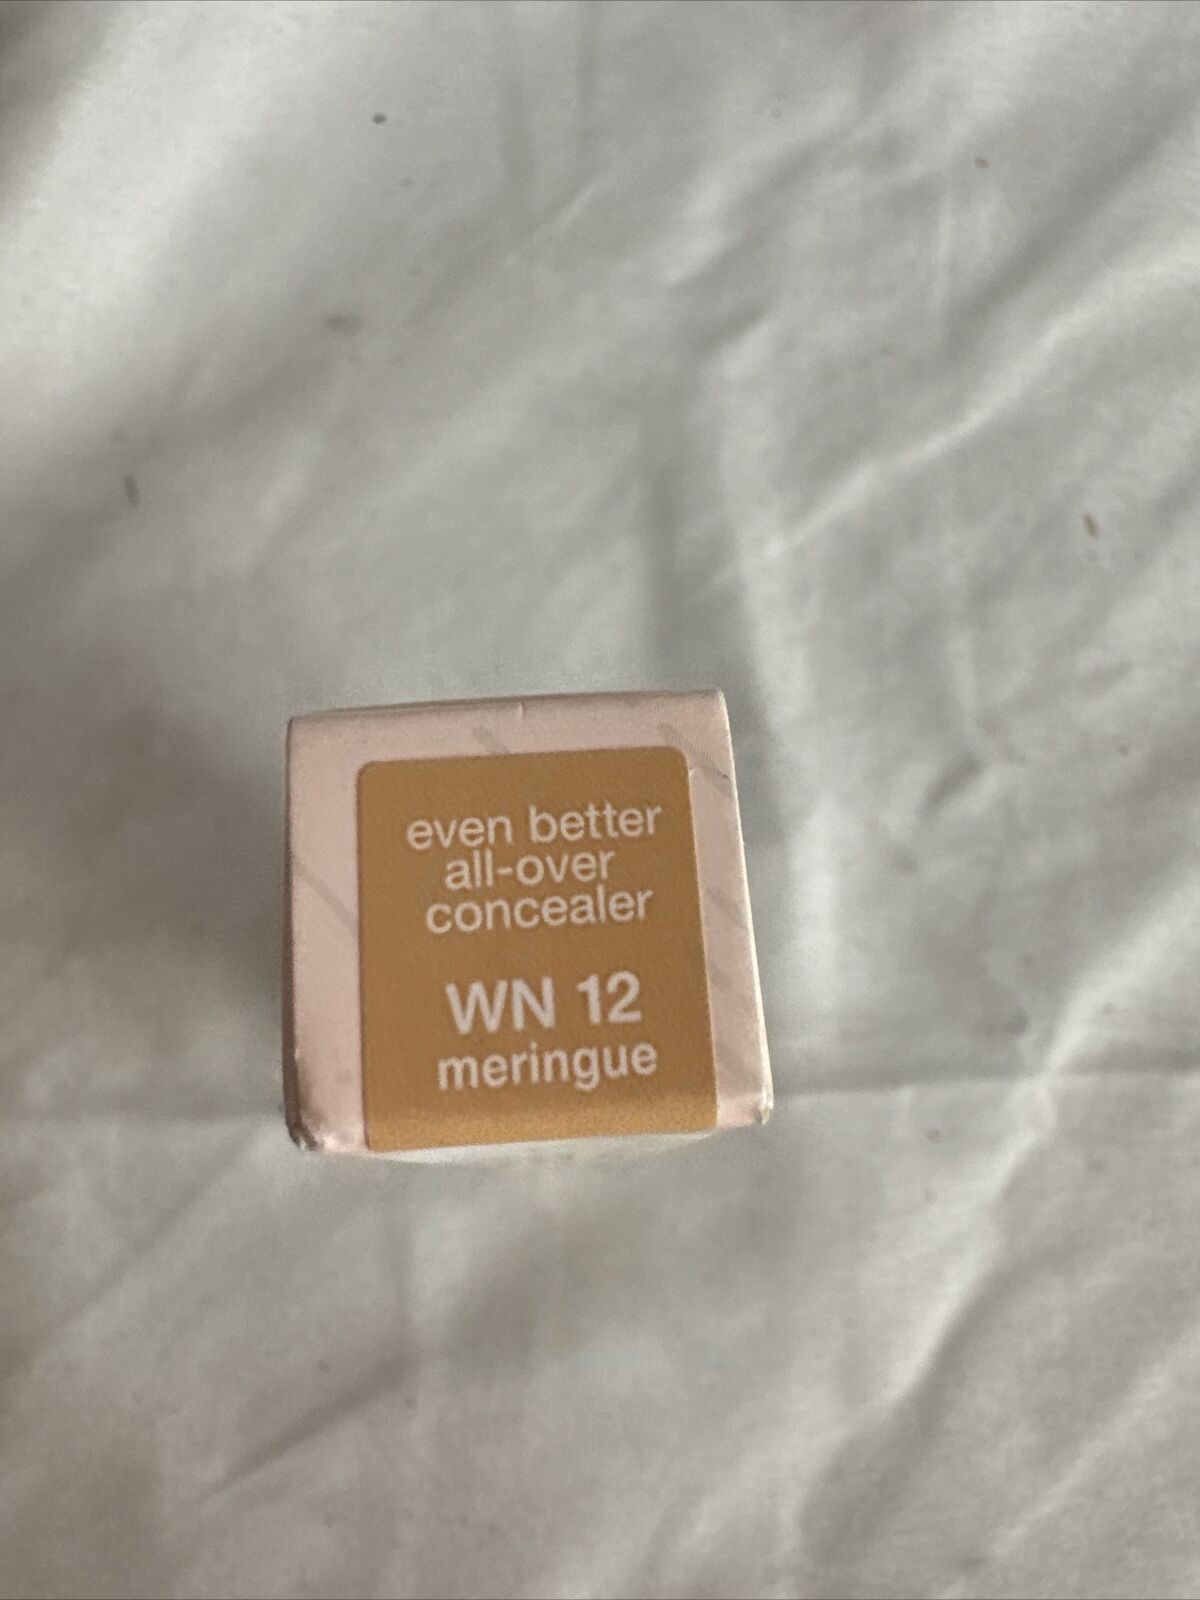 even better
all-over
concealer
WN 12
meringue